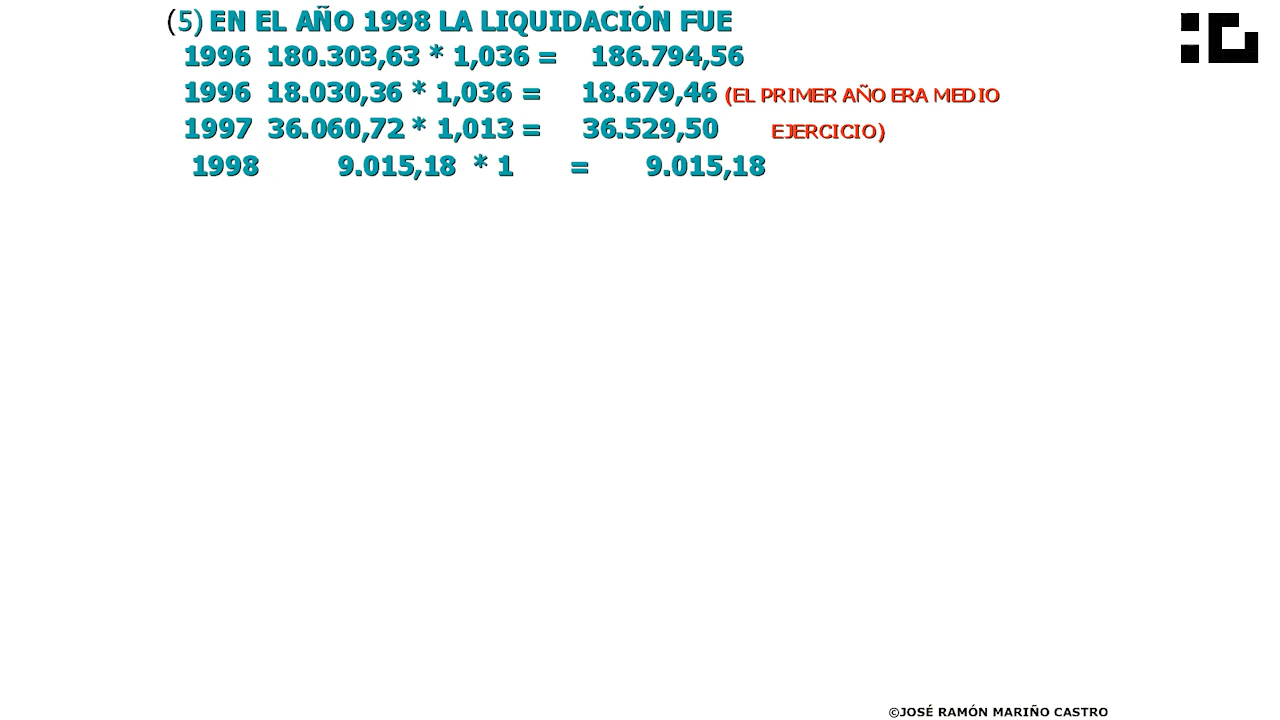 (5) EN EL AÑO 1998 LA LIQUIDACIÓN FUE
1996 180.303,63 * 1,036 = 186.794,56
1996 18.030,36 * 1,036 = 18.679,46 (EL PRIMER AÑO ERA MEDIO
1997 36.060,72 * 1,013 = 36.529,50 EJERCICIO)
1998 9.015,18 * 1 = 9.015,18
©JOSÉ RAMÓN MARIÑO CASTRO